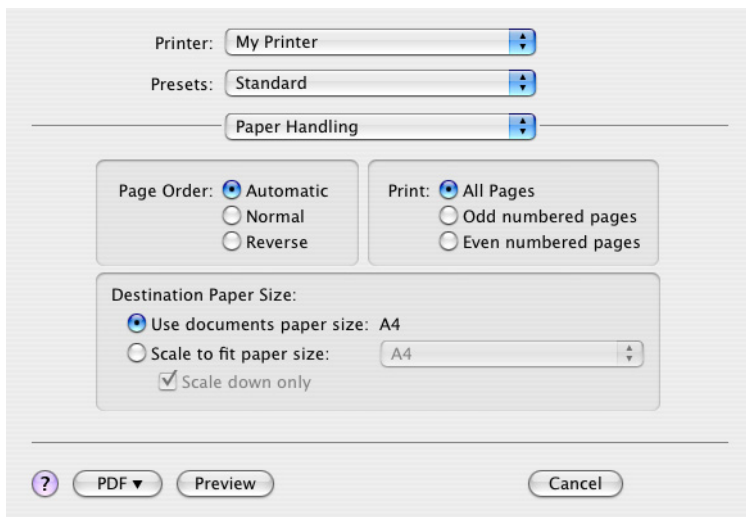 Printer: My Printer
Presets: Standard
Paper Handling
Page Order: Automatic
Normal
Reverse
Print: All Pages
Odd numbered pages
Even numbered pages
Destination Paper Size:
Use documents paper size: A4
Scale to fit paper size: A4
Scale down only
? PDF ▼ Preview Cancel